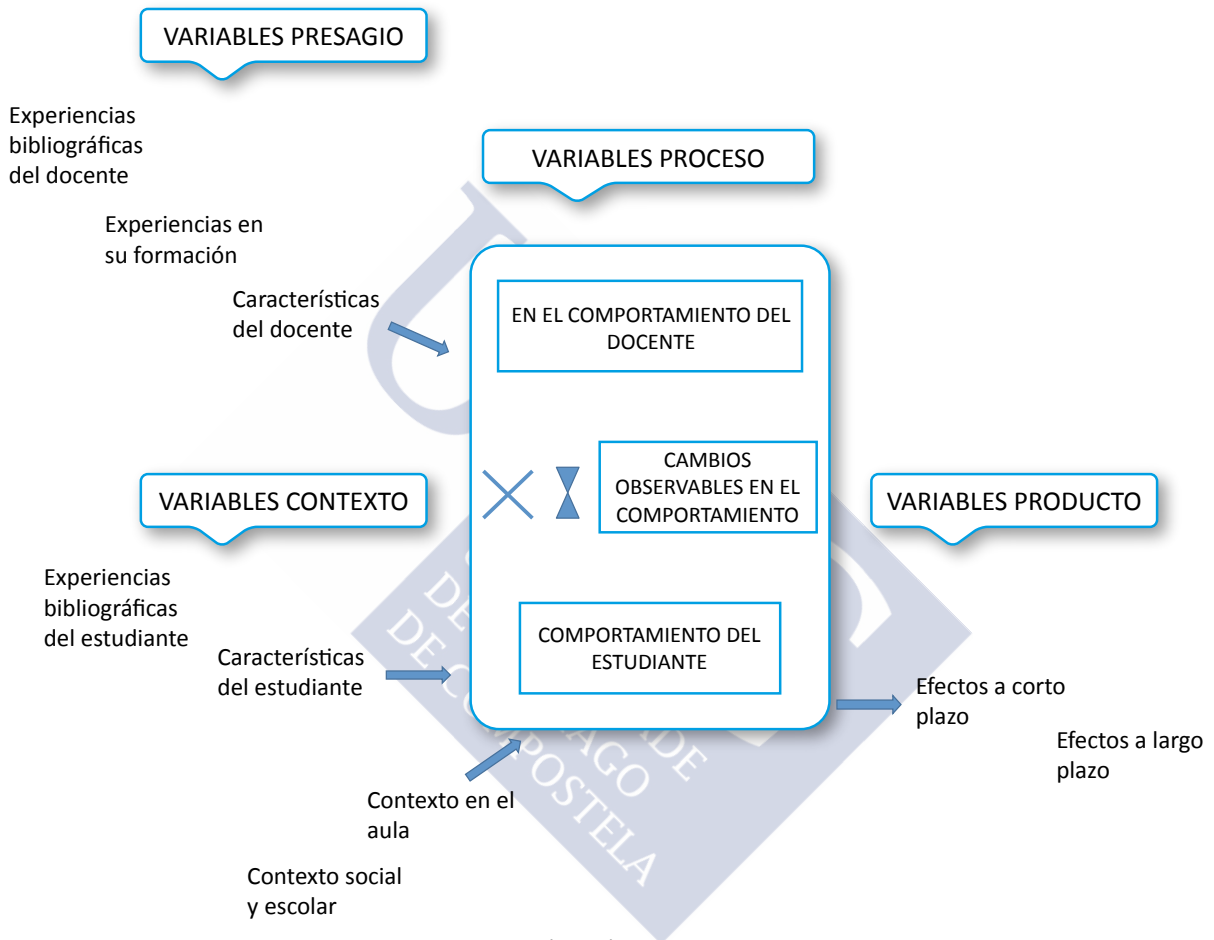 VARIABLES PRESAGIO
Experiencias
bibliográficas
del docente
Experiencias en
su formación
Características
del docente
VARIABLES PROCESO
EN EL COMPORTAMIENTO DEL
DOCENTE
CAMBIOS
OBSERVABLES EN EL
COMPORTAMIENTO
COMPORTAMIENTO DEL
ESTUDIANTE
VARIABLES CONTEXTO
Experiencias
bibliográficas
del estudiante
Características
del estudiante
Contexto en el
aula
Contexto social
y escolar
VARIABLES PRODUCTO
Efectos a corto
plazo
Efectos a largo
plazo